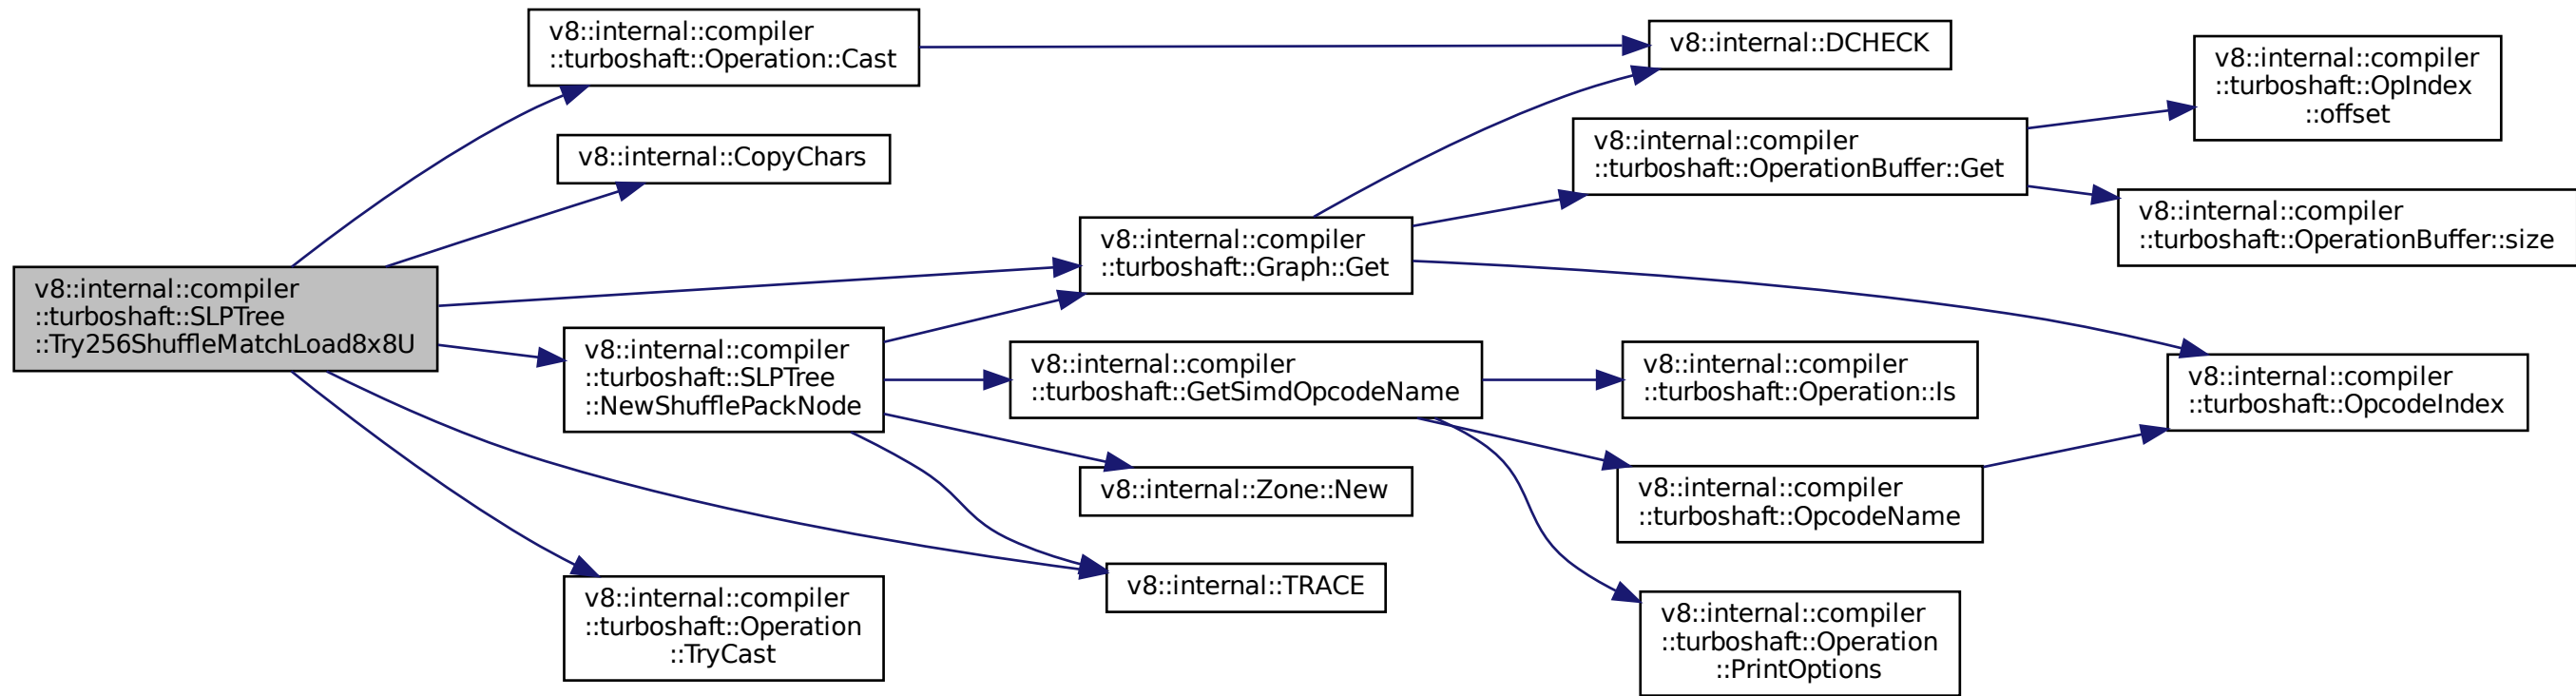 v8::internal::compiler
::turboshaft::SLPTree
::Try256ShuffleMatchLoad8x8U
v8::internal::compiler
::turboshaft::Operation::Cast
v8::internal::CopyChars
v8::internal::compiler
::turboshaft::SLPTree
::NewShufflePackNode
v8::internal::compiler
::turboshaft::Operation
::TryCast
v8::internal::compiler
::turboshaft::Graph::Get
v8::internal::compiler
::turboshaft::GetSimdOpcodeName
v8::internal::Zone::New
v8::internal::TRACE
v8::internal::DCHECK
v8::internal::compiler
::turboshaft::OperationBuffer::Get
v8::internal::compiler
::turboshaft::Operation::Is
v8::internal::compiler
::turboshaft::OpcodeName
v8::internal::compiler
::turboshaft::Operation
::PrintOptions
v8::internal::compiler
::turboshaft::OpIndex
::offset
v8::internal::compiler
::turboshaft::OperationBuffer::size
v8::internal::compiler
::turboshaft::OpcodeIndex